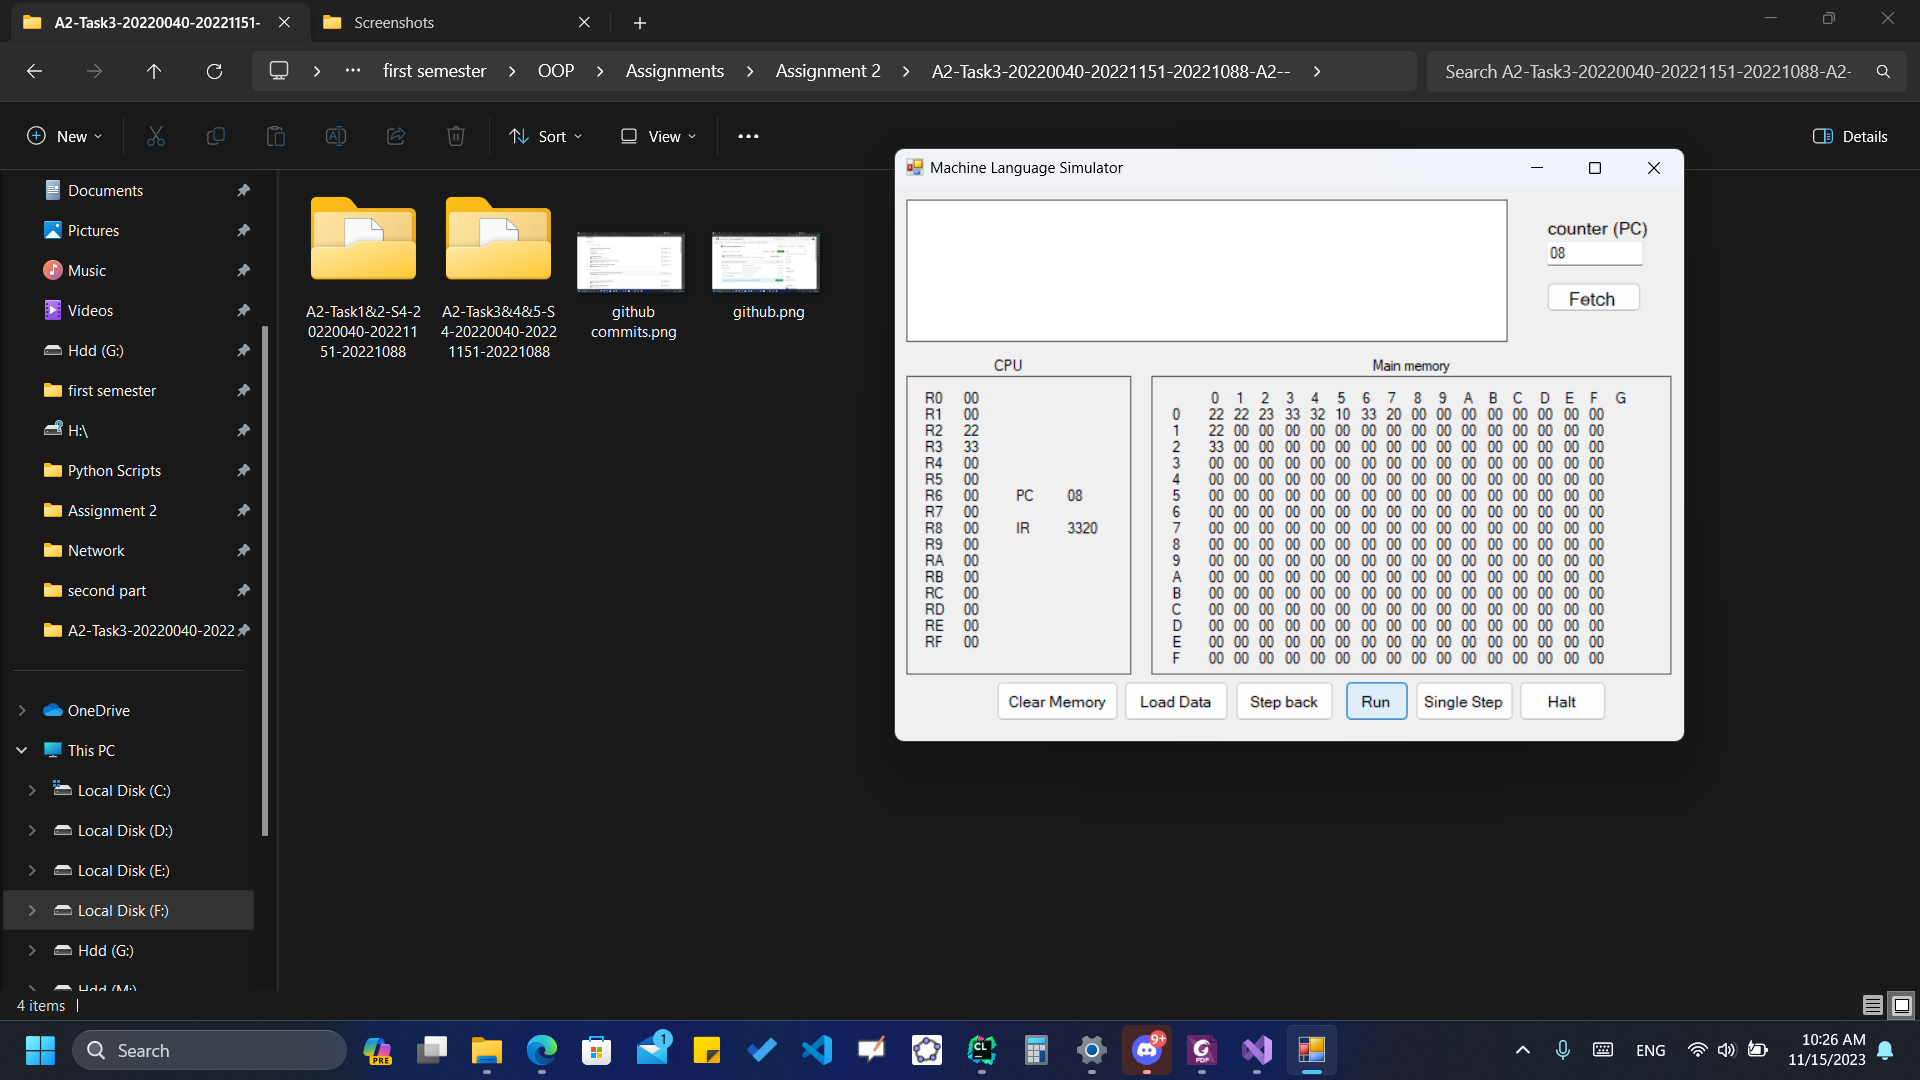 A2-Task3-20220040-20221151-
Screenshots
first semester
OOP
Assignments
Assignment 2
A2-Task3-20220040-20221151-20221088-A2--
Search A2-Task3-20220040-20221151-20221088-A2-
New
Sort
View
Details
Documents
Pictures
Music
Videos
Hdd (G:)
first semester
H:\
Python Scripts
Assignment 2
Network
second part
A2-Task3-20220040-2022
OneDrive
This PC
Local Disk (C:)
Local Disk (D:)
Local Disk (E:)
Local Disk (F:)
Hdd (G:)
Hdd (M:)
A2-Task1&2-S4-2
0220040-202211
51-20221088
A2-Task3&4&5-S
4-20220040-2022
1151-20221088
github
commits.png
github.png
Machine Language Simulator
counter (PC)
08
Fetch
CPU
R0 00
R1 00
R2 22
R3 33
R4 00
R5 00
R6 00
R7 00
R8 00
R9 00
RA 00
RB 00
RC 00
RD 00
RE 00
RF 00
PC 08
IR 3320
Main memory
0 1 2 3 4 5 6 7 8 9 A B C D E F G
0 22 22 23 33 32 10 33 20 00 00 00 00 00 00 00 00
1 22 00 00 00 00 00 00 00 00 00 00 00 00 00 00 00
2 33 00 00 00 00 00 00 00 00 00 00 00 00 00 00 00
3 00 00 00 00 00 00 00 00 00 00 00 00 00 00 00 00
4 00 00 00 00 00 00 00 00 00 00 00 00 00 00 00 00
5 00 00 00 00 00 00 00 00 00 00 00 00 00 00 00 00
6 00 00 00 00 00 00 00 00 00 00 00 00 00 00 00 00
7 00 00 00 00 00 00 00 00 00 00 00 00 00 00 00 00
8 00 00 00 00 00 00 00 00 00 00 00 00 00 00 00 00
9 00 00 00 00 00 00 00 00 00 00 00 00 00 00 00 00
A 00 00 00 00 00 00 00 00 00 00 00 00 00 00 00 00
B 00 00 00 00 00 00 00 00 00 00 00 00 00 00 00 00
C 00 00 00 00 00 00 00 00 00 00 00 00 00 00 00 00
D 00 00 00 00 00 00 00 00 00 00 00 00 00 00 00 00
E 00 00 00 00 00 00 00 00 00 00 00 00 00 00 00 00
F 00 00 00 00 00 00 00 00 00 00 00 00 00 00 00 00
Clear Memory
Load Data
Step back
Run
Single Step
Halt
4 items
Search
PRE
1
CL
9+
PDF
ENG
10:26 AM
11/15/2023